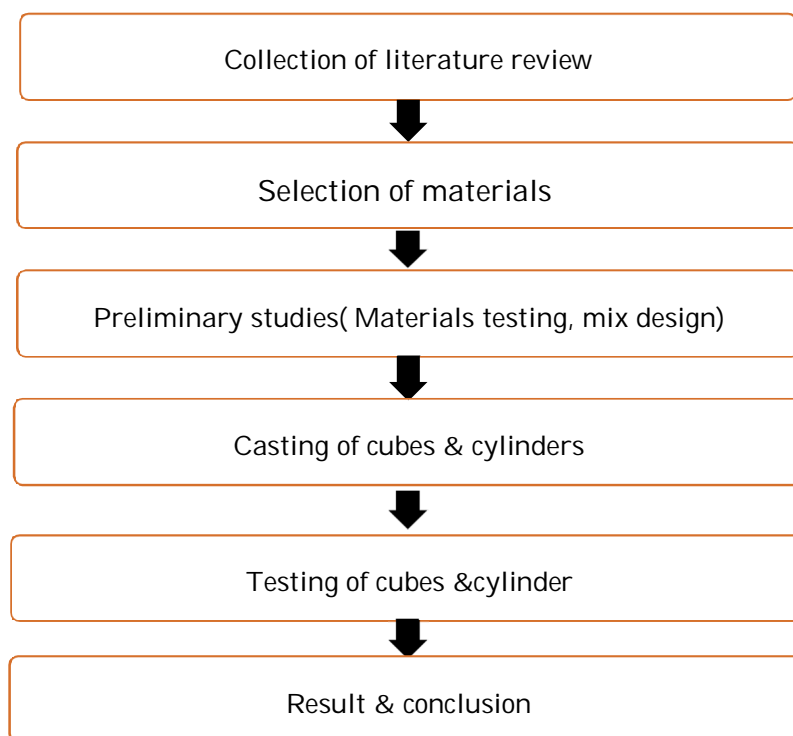 Collection of literature review
Selection of materials
Preliminary studies( Materials testing, mix design)
Casting of cubes & cylinders
Testing of cubes &cylinder
Result & conclusion